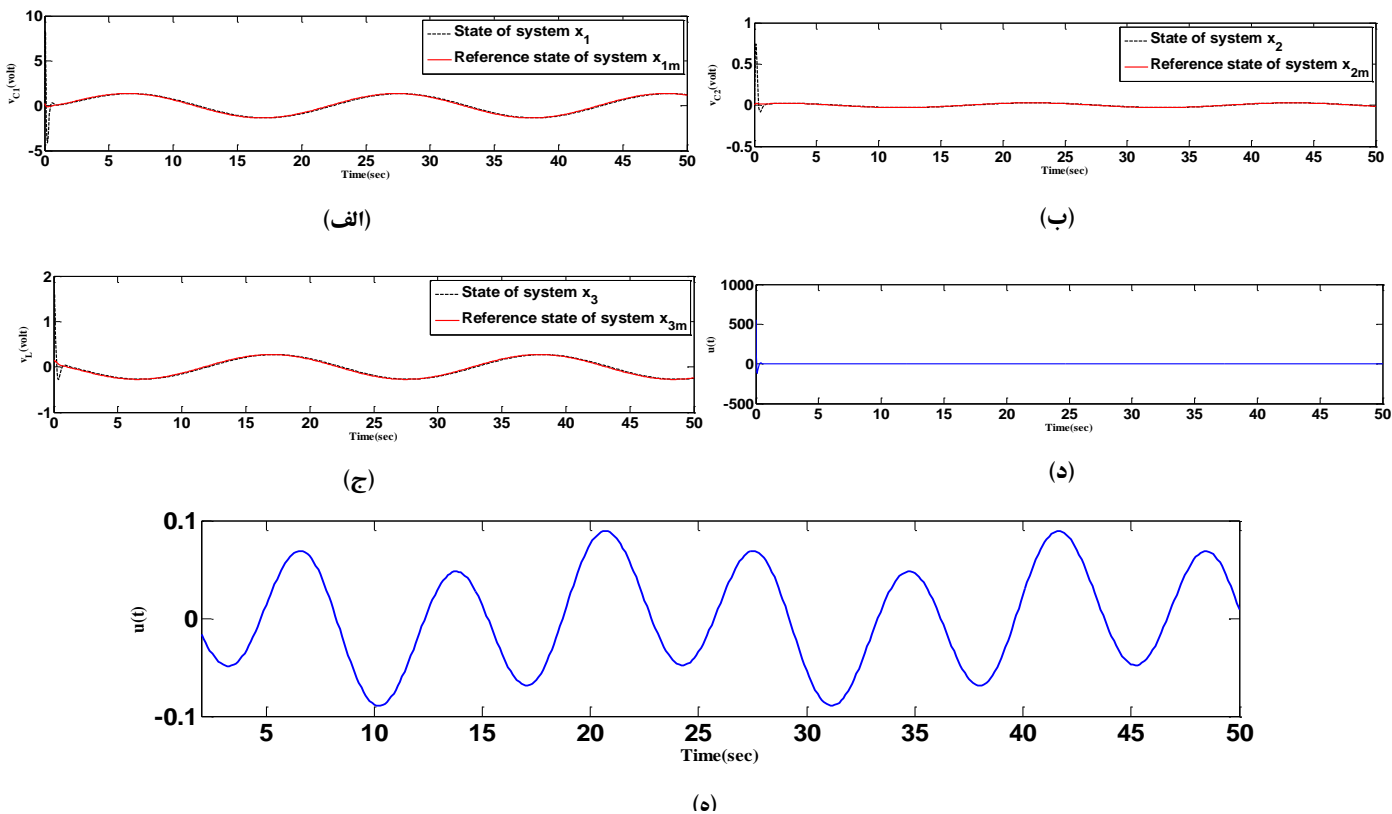 10
5
0
-5
v_C1(volt)
State of system x_1
Reference state of system x_1m
0 5 10 15 20 25 30 35 40 45 50
Time(sec)
(الف)
1
0.5
0
-0.5
v_C2(volt)
State of system x_2
Reference state of system x_2m
0 5 10 15 20 25 30 35 40 45 50
Time(sec)
(ب)
2
1
0
-1
v_L(volt)
State of system x_3
Reference state of system x_3m
0 5 10 15 20 25 30 35 40 45 50
Time(sec)
(ج)
1000
500
0
-500
u(t)
0 5 10 15 20 25 30 35 40 45 50
Time(sec)
(د)
0.1
0
-0.1
u(t)
5 10 15 20 25 30 35 40 45 50
Time(sec)
(ه)